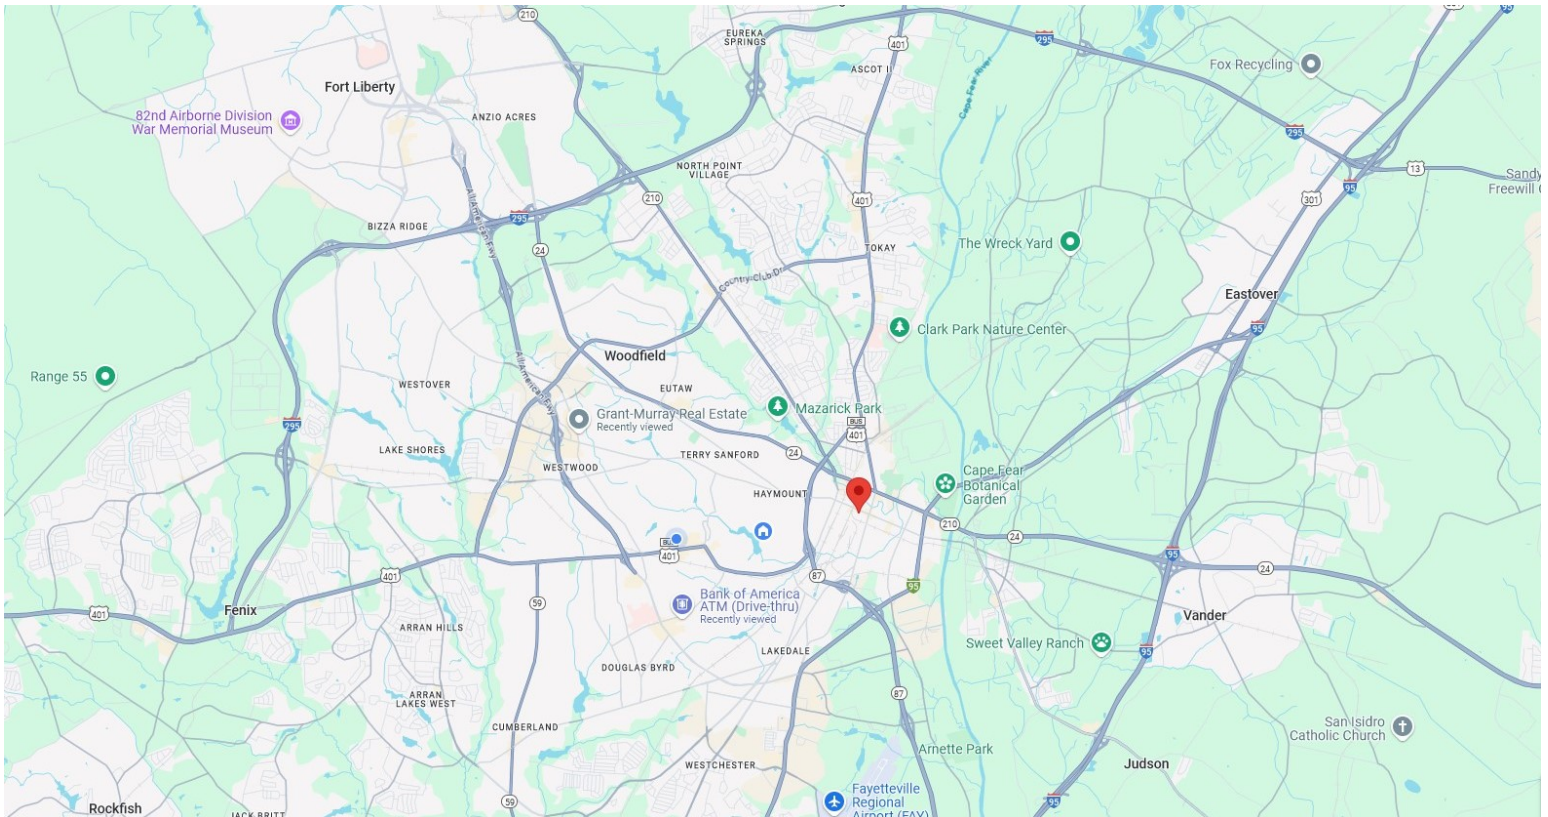 210
EUREKA
SPRINGS
401
295
95
ASCOT II
Fox Recycling
Fort Liberty
Cape Fear River
82nd Airborne Division
War Memorial Museum
ANZIO ACRES
295
NORTH POINT
VILLAGE
13
Sandy
Freewill
95
210
401
301
All American Fwy
295
BIZZA RIDGE
24
TOKAY
The Wreck Yard
Country Club Dr
Eastover
Clark Park Nature Center
95
Woodfield
All American Fwy
Range 55
WESTOVER
EUTAW
Grant-Murray Real Estate
Recently viewed
Mazarick Park
295
BUS
401
LAKE SHORES
TERRY SANFORD
24
WESTWOOD
Cape Fear
Botanical
Garden
HAYMOUNT
210
24
401
95
401
87
95
24
Bank of America
ATM (Drive-thru)
Recently viewed
59
401
Fenix
Vander
ARRAN HILLS
Sweet Valley Ranch
LAKEDALE
95
DOUGLAS BYRD
ARRAN
LAKES WEST
87
CUMBERLAND
San Isidro
Catholic Church
Arnette Park
WESTCHESTER
Judson
Fayetteville
Regional
Airport (FAY)
59
95
Rockfish
JACK BRITT